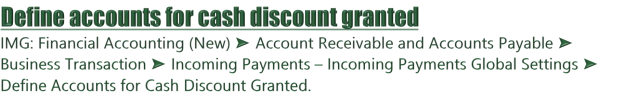 Define accounts for cash discount granted
IMG: Financial Accounting (New) ➤ Account Receivable and Accounts Payable ➤
Business Transaction ➤ Incoming Payments – Incoming Payments Global Settings ➤
Define Accounts for Cash Discount Granted.